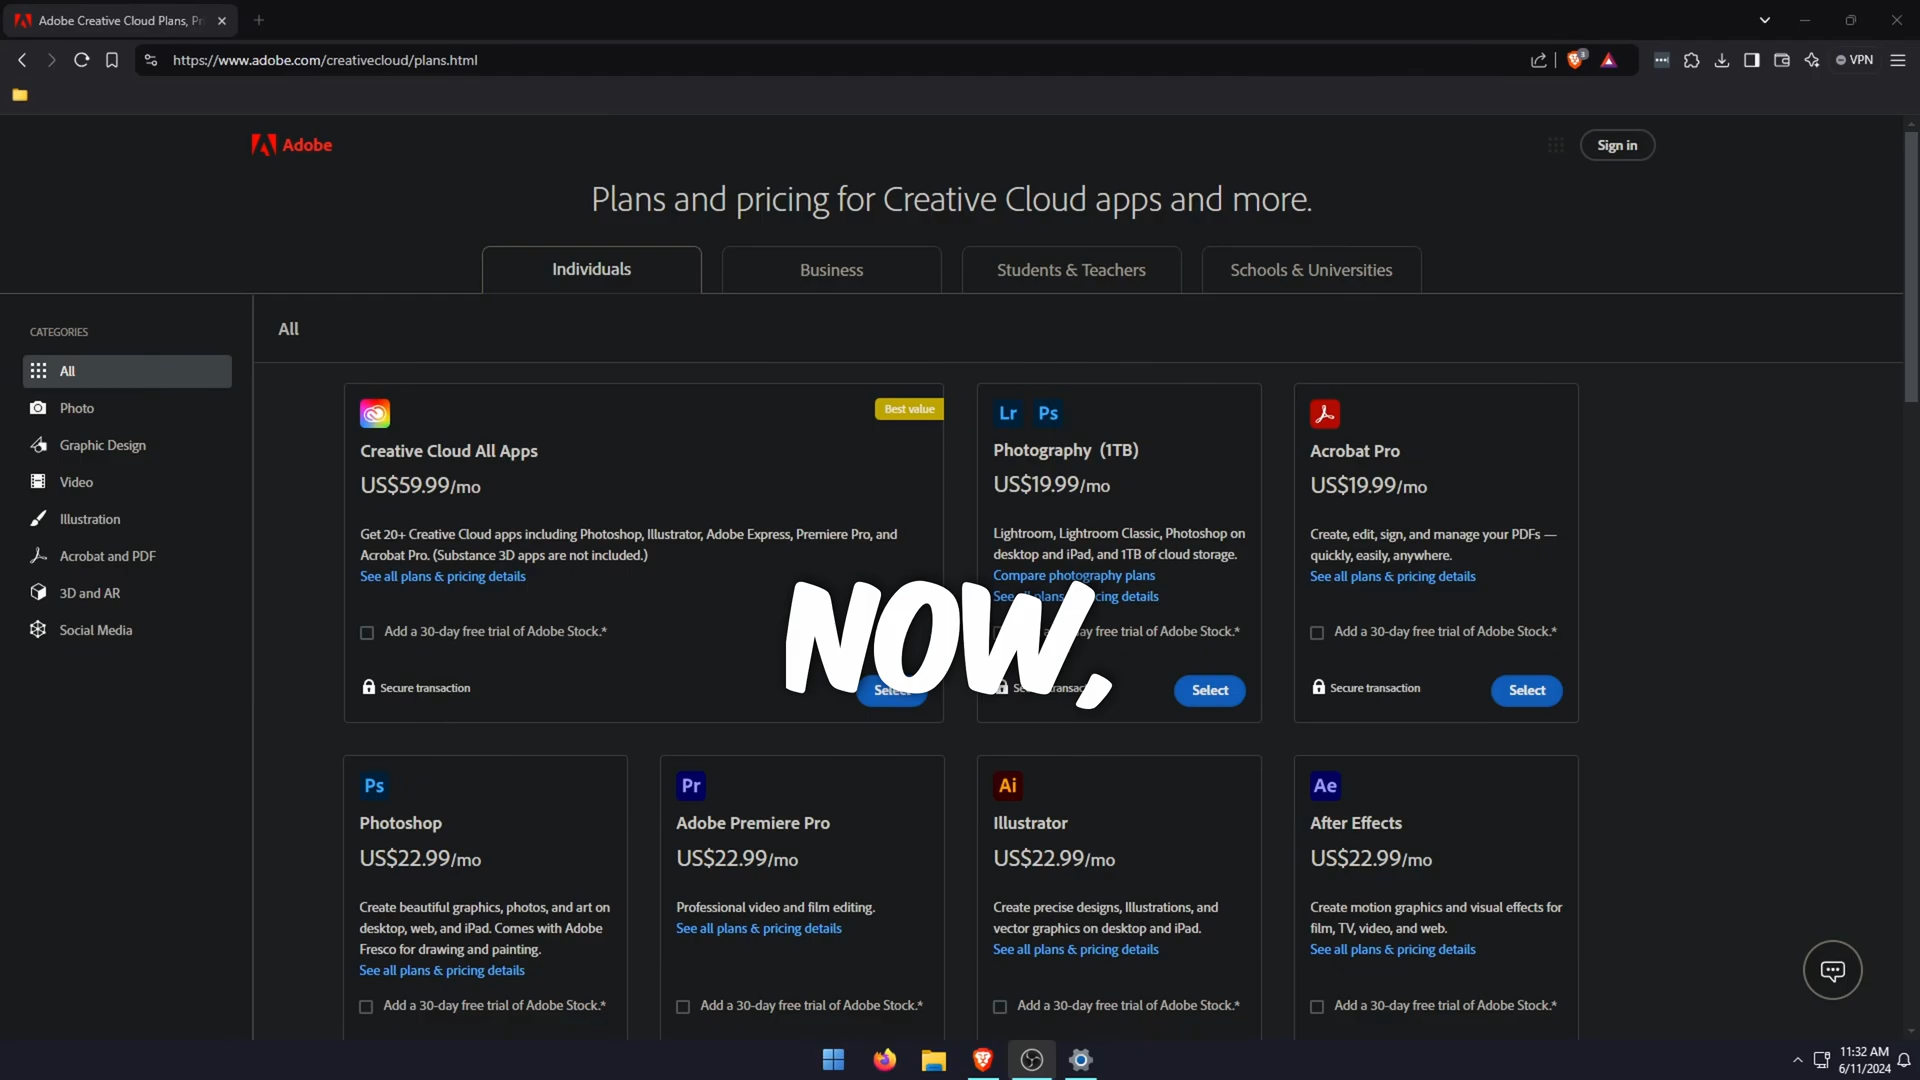 Adobe Creative Cloud Plans, Pr
https://www.adobe.com/creativecloud/plans.html
3
VPN
Adobe
Sign in
Plans and pricing for Creative Cloud apps and more.
Individuals
Business
Students & Teachers
Schools & Universities
CATEGORIES
All
Photo
Graphic Design
Video
Illustration
Acrobat and PDF
3D and AR
Social Media
All
Best value
Creative Cloud All Apps
US$59.99/mo
Get 20+ Creative Cloud apps including Photoshop, Illustrator, Adobe Express, Premiere Pro, and
Acrobat Pro. (Substance 3D apps are not included.)
See all plans & pricing details
Add a 30-day free trial of Adobe Stock.*
Secure transaction
Select
Lr Ps
Photography (1TB)
US$19.99/mo
Lightroom, Lightroom Classic, Photoshop on
desktop and iPad, and 1TB of cloud storage.
Compare photography plans
See all plans pricing details
free trial of Adobe Stock.*
Select
Acrobat Pro
US$19.99/mo
Create, edit, sign, and manage your PDFs —
quickly, easily, anywhere.
See all plans & pricing details
Add a 30-day free trial of Adobe Stock.*
Secure transaction
Select
NOW,
Ps
Photoshop
US$22.99/mo
Create beautiful graphics, photos, and art on
desktop, web, and iPad. Comes with Adobe
Fresco for drawing and painting.
See all plans & pricing details
Add a 30-day free trial of Adobe Stock.*
Pr
Adobe Premiere Pro
US$22.99/mo
Professional video and film editing.
See all plans & pricing details
Add a 30-day free trial of Adobe Stock.*
Ai
Illustrator
US$22.99/mo
Create precise designs, Illustrations, and
vector graphics on desktop and iPad.
See all plans & pricing details
Add a 30-day free trial of Adobe Stock.*
Ae
After Effects
US$22.99/mo
Create motion graphics and visual effects for
film, TV, video, and web.
See all plans & pricing details
Add a 30-day free trial of Adobe Stock.*
11:32 AM
6/11/2024